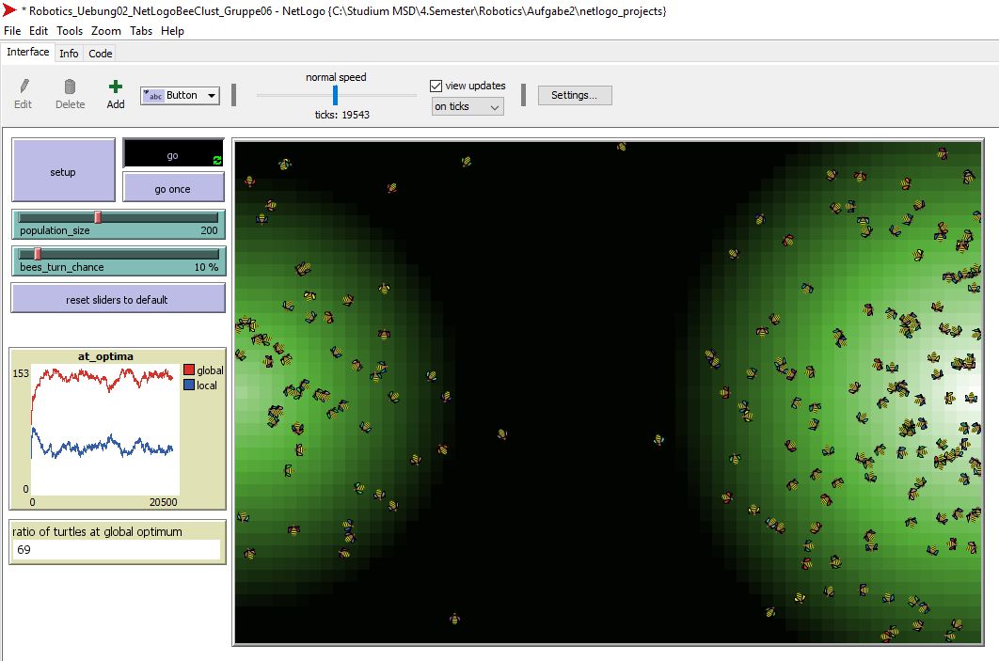 * Robotics_Uebung02_NetLogoBeeClust_Gruppe06 - NetLogo {C:\Studium MSD\4.Semester\Robotics\Aufgabe2\netlogo_projects}
File Edit Tools Zoom Tabs Help
Interface Info Code
Edit Delete Add abc Button
normal speed
ticks: 19543
view updates
on ticks
Settings...
setup
go
go once
population_size 200
bees_turn_chance 10 %
reset sliders to default
at_optima
153
0
0 20500
global
local
ratio of turtles at global optimum
69